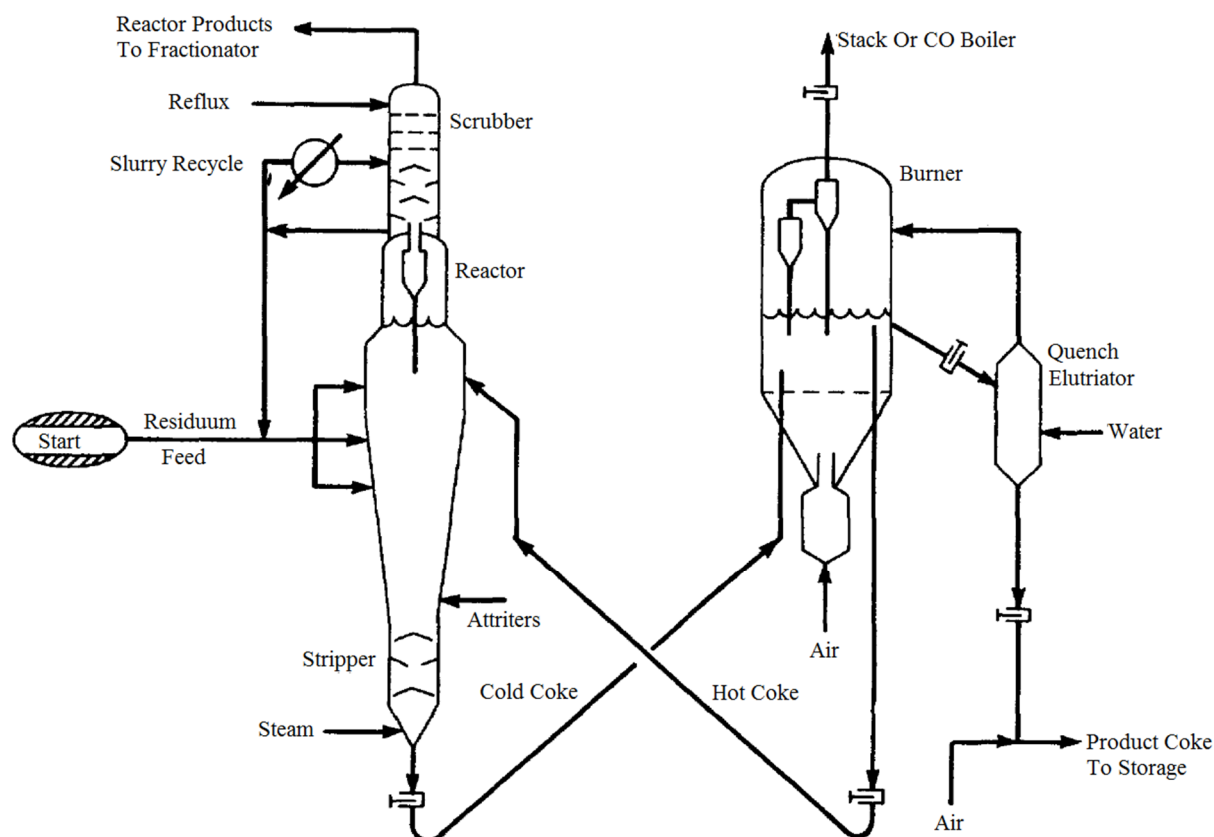 Reactor Products
To Fractionator
Stack Or CO Boiler
Reflux
Scrubber
Slurry Recycle
Burner
Reactor
Quench
Elutriator
Residuum
Start
Feed
Water
Attriters
Air
Stripper
Cold Coke
Hot Coke
Steam
Product Coke
To Storage
Air